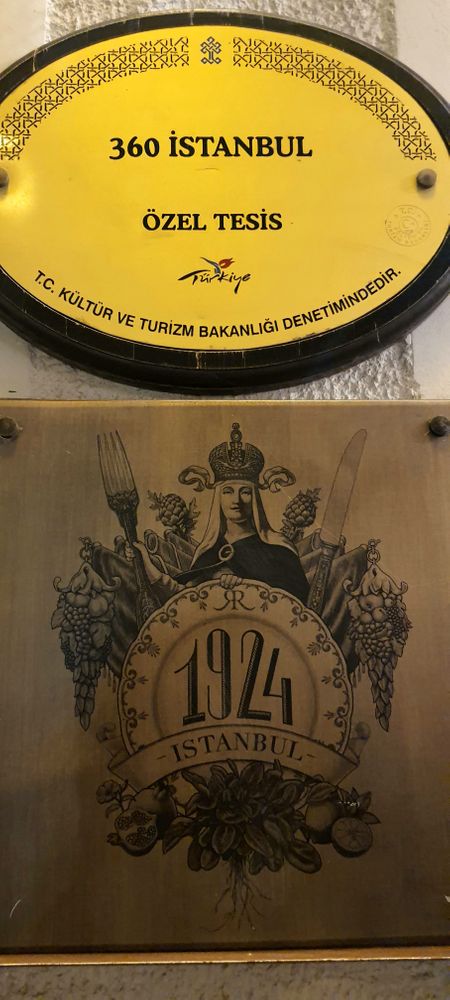 360 İSTANBUL
ÖZEL TESİS
Türkiye
T.C. KÜLTÜR VE TURİZM BAKANLIĞI DENETİMİNDEDİR.
1924
- ISTANBUL -